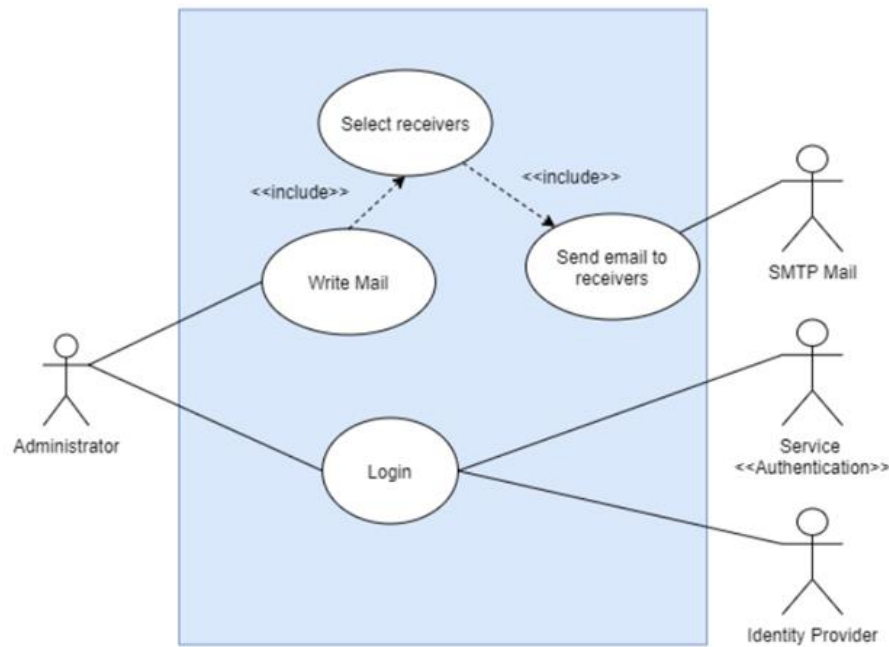 Select receivers
<<include>>
<<include>>
Write Mail
Send email to
receivers
SMTP Mail
Administrator
Login
Service
<<Authentication>>
Identity Provider